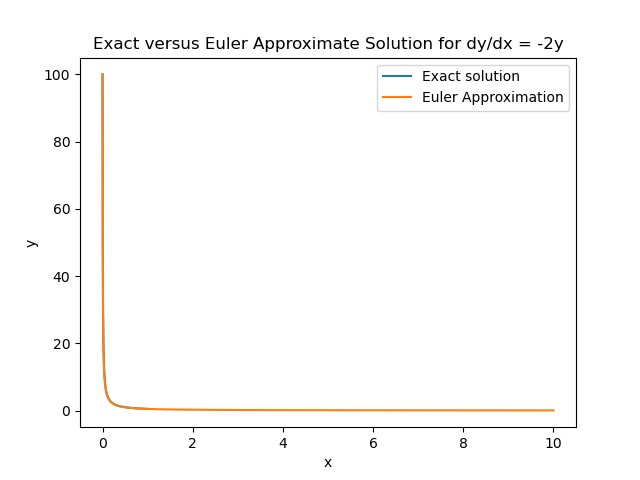 Exact versus Euler Approximate Solution for dy/dx = -2y
Exact solution
Euler Approximation
100
80
60
40
20
0
y
0 2 4 6 8 10
x